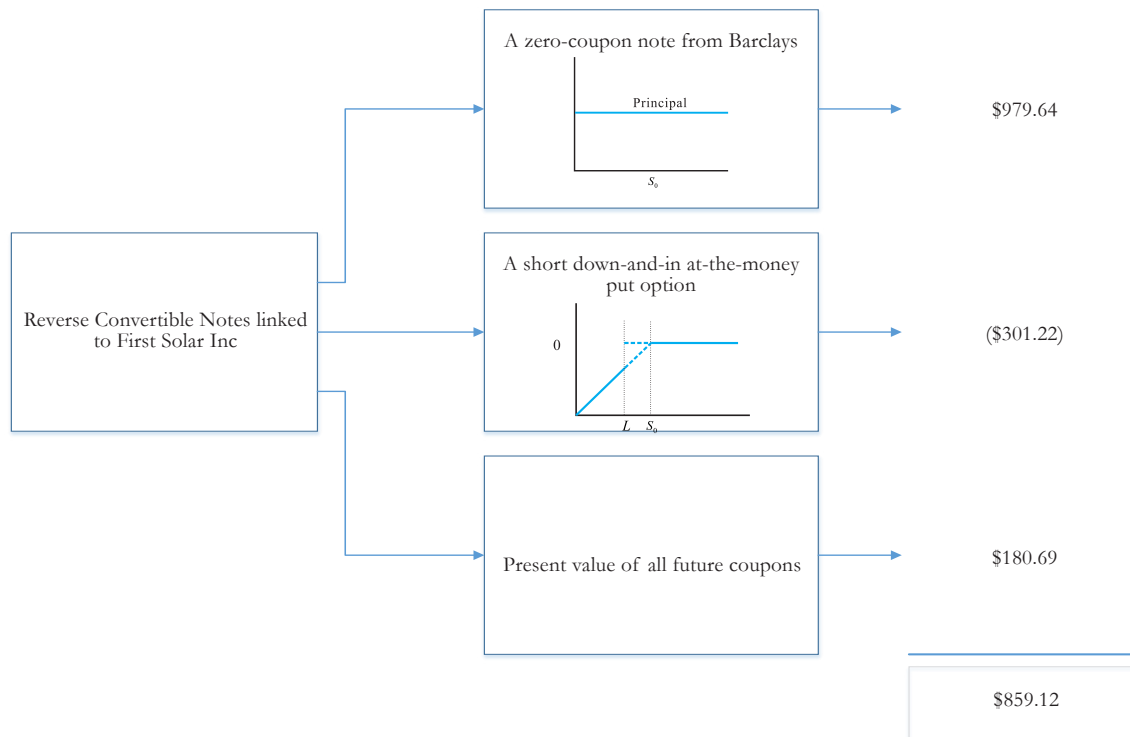 A zero-coupon note from Barclays
Principal
S₀
$979.64
Reverse Convertible Notes linked
to First Solar Inc
A short down-and-in at-the-money
put option
0
L S₀
($301.22)
Present value of all future coupons
$180.69
$859.12